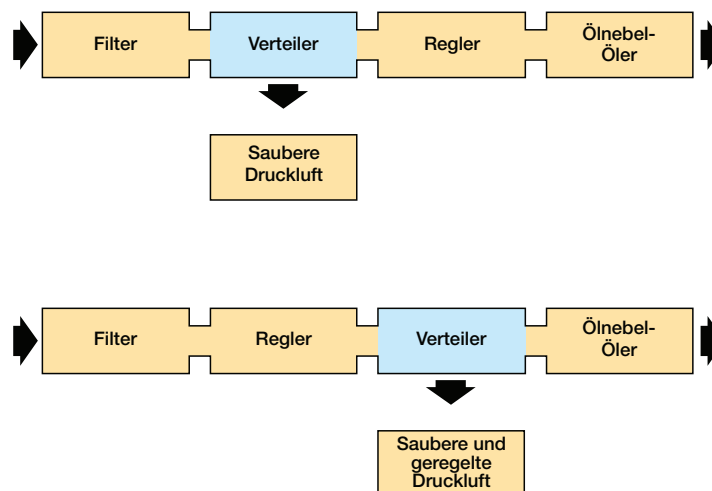 Filter
Verteiler
Regler
Ölnebel-
Öler
Saubere
Druckluft
Filter
Regler
Verteiler
Ölnebel-
Öler
Saubere und
geregelte
Druckluft